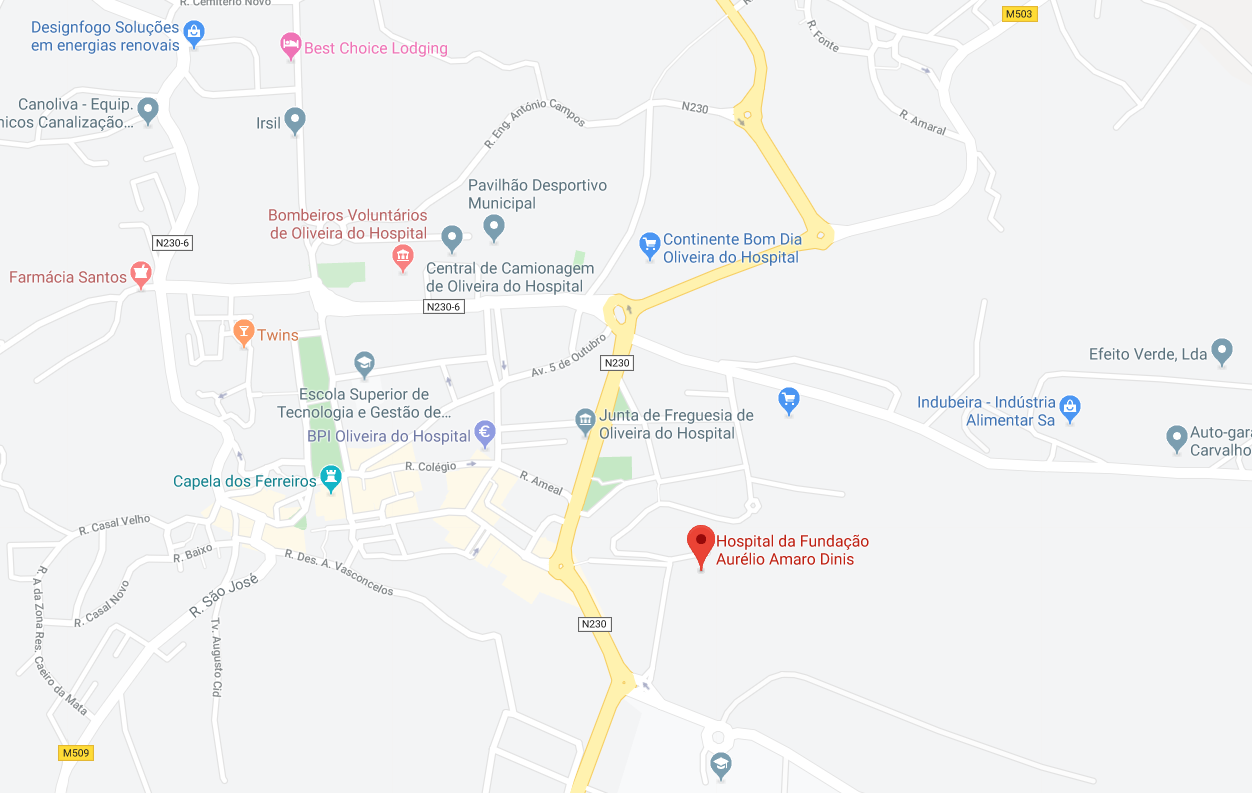 R. Cemitério Novo
M503
Designfogo Soluções
em energias renovais
Best Choice Lodging
R. Fonte
Canoliva - Equip.
nicos Canalização...
Irsil
R. Eng. António Campos
N230
R. Amaral
Pavilhão Desportivo
Municipal
Bombeiros Voluntários
de Oliveira do Hospital
N230-6
Continente Bom Dia
Oliveira do Hospital
Farmácia Santos
Central de Camionagem
de Oliveira do Hospital
N230-6
Twins
Av. 5 de Outubro
N230
Efeito Verde, Lda
Escola Superior de
Tecnologia e Gestão de...
Indubeira - Indústria
Alimentar Sa
Junta de Freguesia de
Oliveira do Hospital
BPI Oliveira do Hospital
€
Auto-gara
Carvalho
R. Colégio
Capela dos Ferreiros
R. Ameal
R. Casal Velho
R. Baixo
Hospital da Fundação
Aurélio Amaro Dinis
R. Des. A. Vasconcelos
R. São José
R. Casal Novo
R. A da Zona Res. Caeiro da Mata
Tv. Augusto Cid
N230
M509